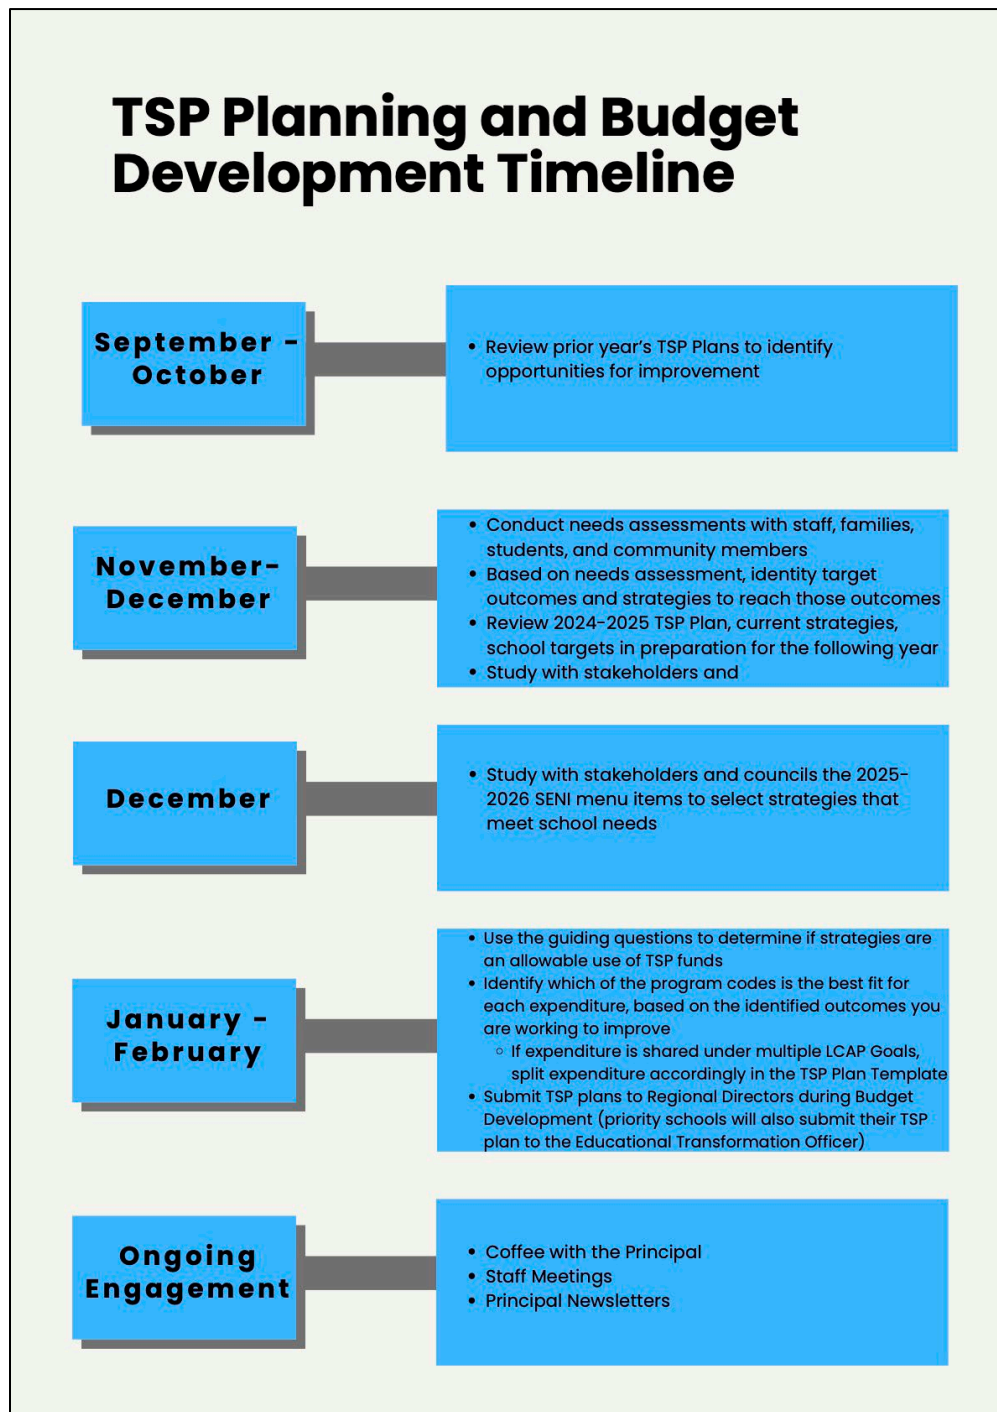 TSP Planning and Budget
Development Timeline
September -
October
• Review prior year's TSP Plans to identify
opportunities for improvement
November-
December
• Conduct needs assessments with staff, families,
students, and community members
• Based on needs assessment, identity target
outcomes and strategies to reach those outcomes
• Review 2024-2025 TSP Plan, current strategies,
school targets in preparation for the following year
• Study with stakeholders and
December
• Study with stakeholders and councils the 2025-
2026 SENI menu items to select strategies that
meet school needs
January -
February
• Use the guiding questions to determine if strategies are
an allowable use of TSP funds
• Identify which of the program codes is the best fit for
each expenditure, based on the identified outcomes you
are working to improve
◦ If expenditure is shared under multiple LCAP Goals,
split expenditure accordingly in the TSP Plan Template
• Submit TSP plans to Regional Directors during Budget
Development (priority schools will also submit their TSP
plan to the Educational Transformation Officer)
Ongoing
Engagement
• Coffee with the Principal
• Staff Meetings
• Principal Newsletters